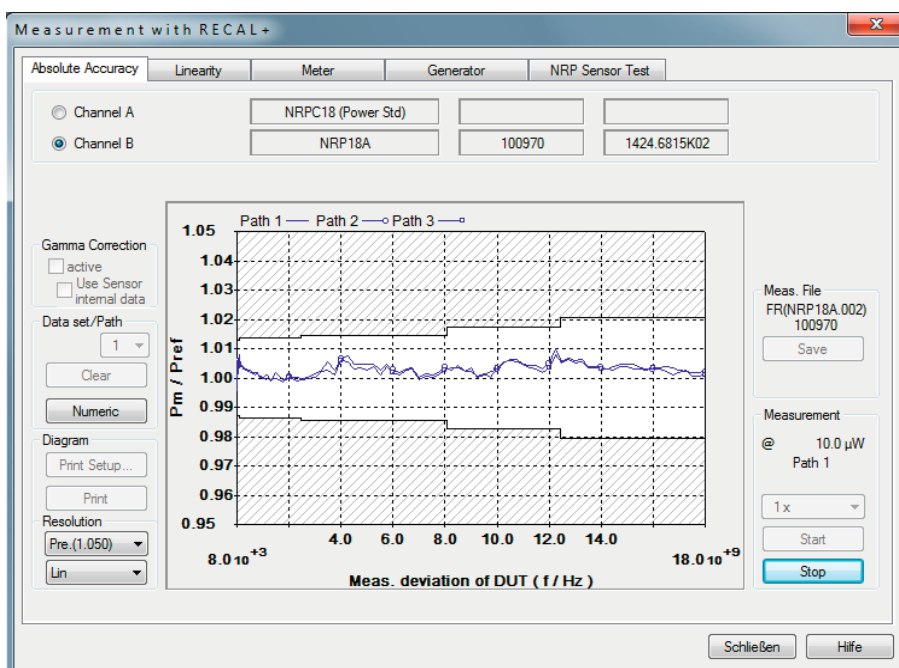 Measurement with RECAL+
Absolute Accuracy
Linearity
Meter
Generator
NRP Sensor Test
Channel A
NRPC18 (Power Std)
Channel B
NRP18A
100970
1424.6815K02
Gamma Correction
active
Use Sensor
internal data
Data set/Path
1
Clear
Numeric
Diagram
Print Setup...
Print
Resolution
Pre.(1.050)
Lin
Path 1
Path 2
Path 3
Pm / Pref
1.05
1.04
1.03
1.02
1.01
1.00
0.99
0.98
0.97
0.96
0.95
4.0 6.0 8.0 10.0 12.0 14.0
8.0 10 +3
18.0 10 +9
Meas. deviation of DUT ( f / Hz )
Meas. File
FR(NRP18A.002)
100970
Save
Measurement
@ 10.0 µW
Path 1
1 x
Start
Stop
Schließen
Hilfe